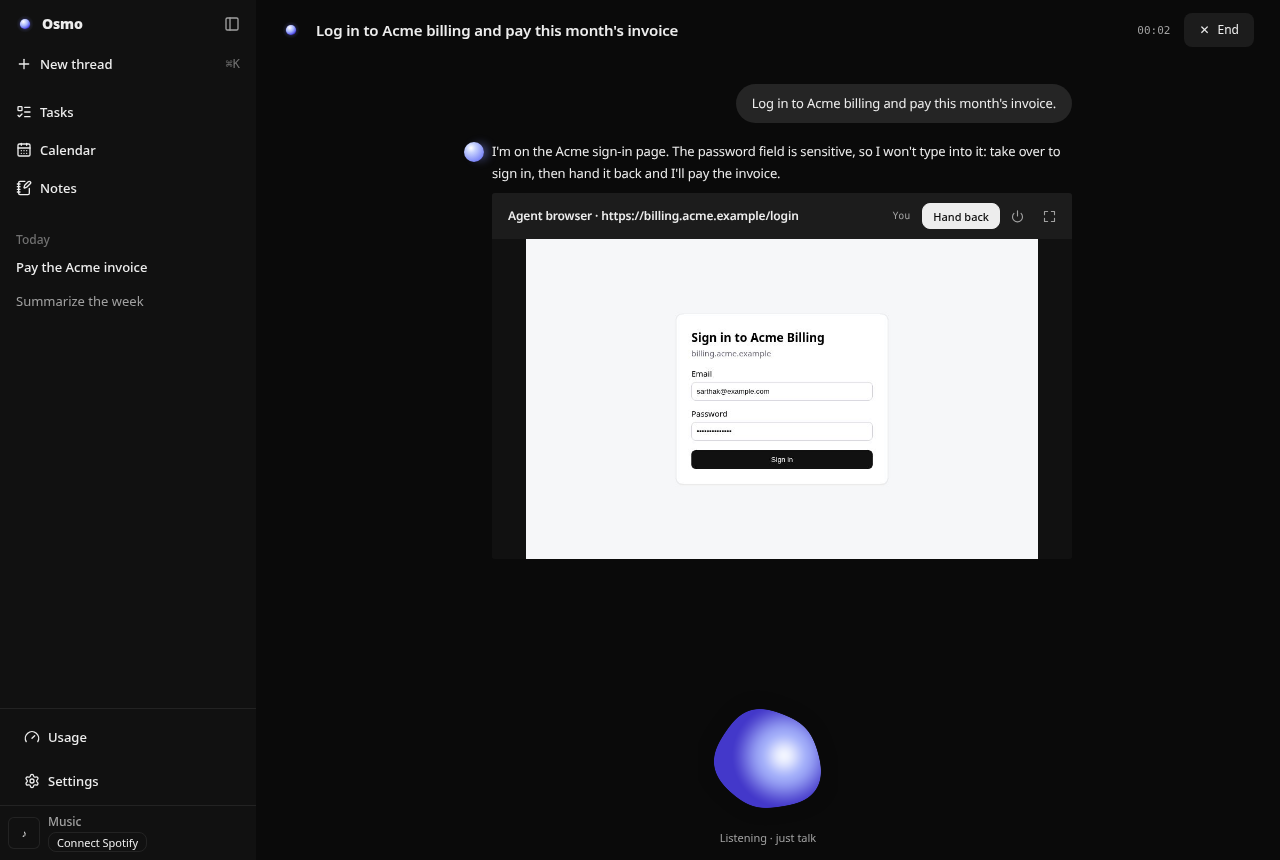 Osmo
New thread
⌘K
Tasks
Calendar
Notes
Today
Pay the Acme invoice
Summarize the week
Usage
Settings
♪
Music
Connect Spotify
Log in to Acme billing and pay this month's invoice
00:02
✕ End
Log in to Acme billing and pay this month's invoice.
I'm on the Acme sign-in page. The password field is sensitive, so I won't type into it: take over to
sign in, then hand it back and I'll pay the invoice.
Agent browser · https://billing.acme.example/login
You
Hand back
Sign in to Acme Billing
billing.acme.example
Email
sarthak@example.com
Password
••••••••••••••
Sign in
Listening · just talk